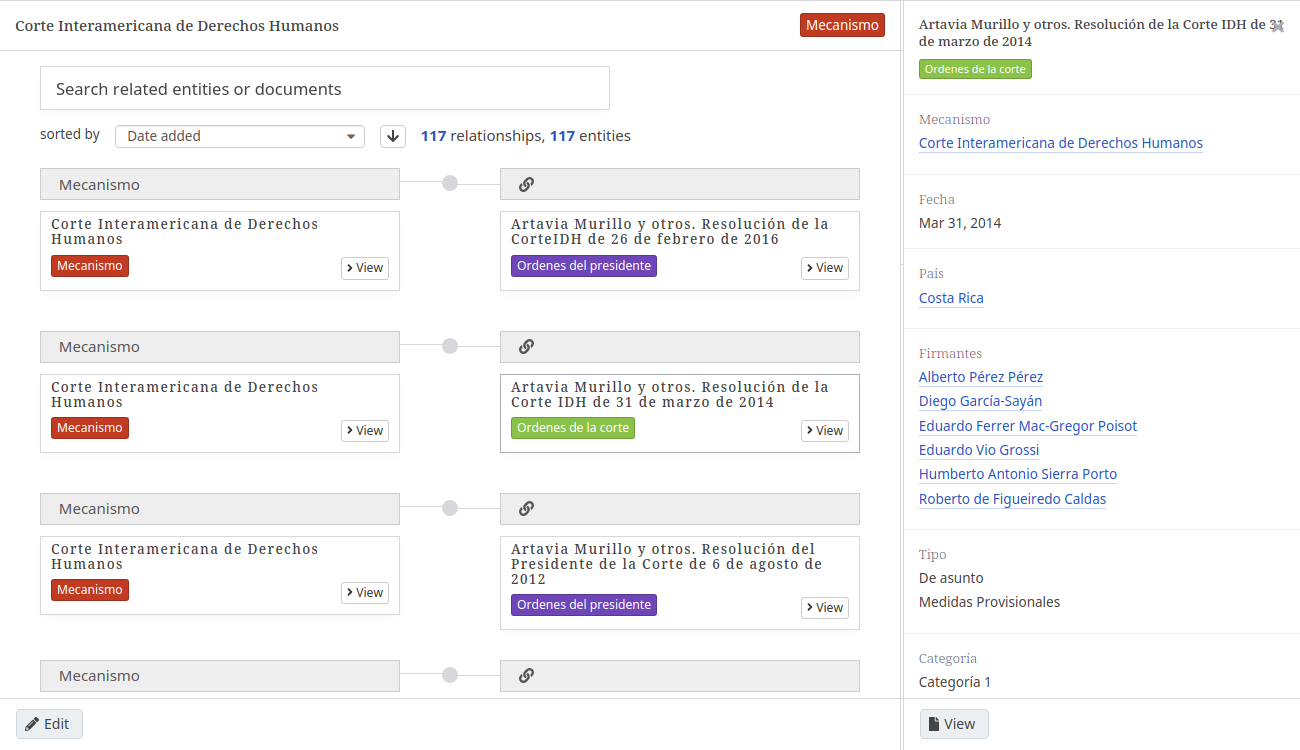 Corte Interamericana de Derechos Humanos
Mecanismo
Search related entities or documents
sorted by
Date added
117 relationships, 117 entities
Mecanismo
Corte Interamericana de Derechos
Humanos
Mecanismo
View
Artavia Murillo y otros. Resolución de la
CorteIDH de 26 de febrero de 2016
Ordenes del presidente
View
Mecanismo
Corte Interamericana de Derechos
Humanos
Mecanismo
View
Artavia Murillo y otros. Resolución de la
Corte IDH de 31 de marzo de 2014
Ordenes de la corte
View
Mecanismo
Corte Interamericana de Derechos
Humanos
Mecanismo
View
Artavia Murillo y otros. Resolución del
Presidente de la Corte de 6 de agosto de
2012
Ordenes del presidente
View
Mecanismo
Edit
Artavia Murillo y otros. Resolución de la Corte IDH de 31
de marzo de 2014
Ordenes de la corte
Mecanismo
Corte Interamericana de Derechos Humanos
Fecha
Mar 31, 2014
País
Costa Rica
Firmantes
Alberto Pérez Pérez
Diego García-Sayán
Eduardo Ferrer Mac-Gregor Poisot
Eduardo Vio Grossi
Humberto Antonio Sierra Porto
Roberto de Figueiredo Caldas
Tipo
De asunto
Medidas Provisionales
Categoría
Categoría 1
View